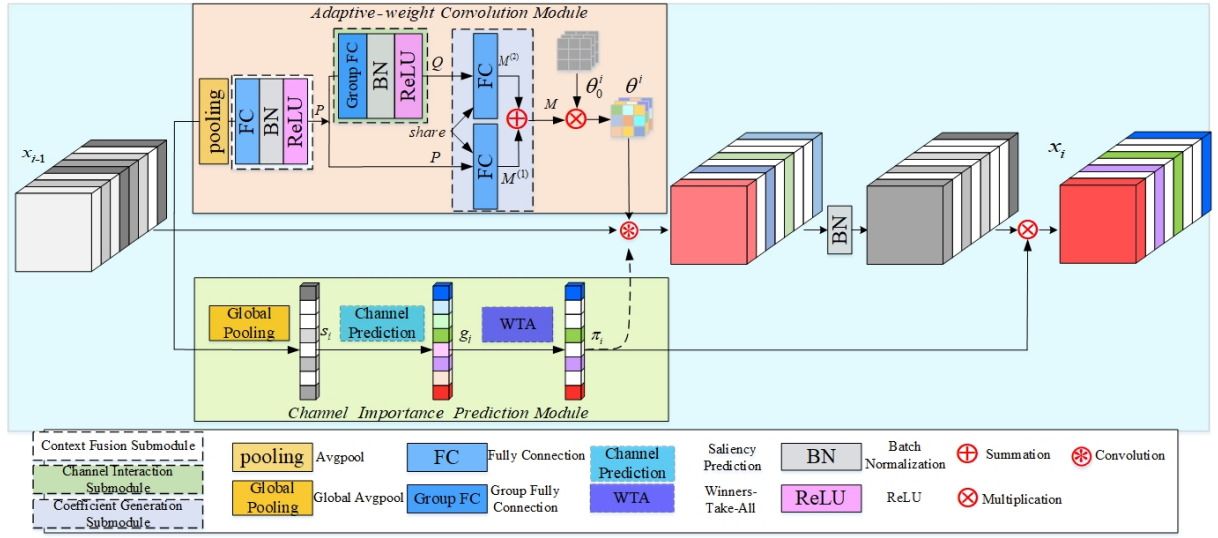 Adaptive-weight Convolution Module
pooling
FC
BN
ReLU
P
Group FC
BN
ReLU
Q
P
share
FC
FC
M(2)
M(1)
M
θ0i
θi
xi-1
BN
xi
Global
Pooling
si
Channel
Prediction
gi
WTA
πi
Channel Importance Prediction Module
Context Fusion Submodule
Channel Interaction
Submodule
Coefficient Generation
Submodule
pooling
Avgpool
Global
Pooling
Global Avgpool
FC
Fully Connection
Group FC
Group Fully
Connection
Channel
Prediction
Saliency
Prediction
WTA
Winners-
Take-All
BN
Batch
Normalization
ReLU
ReLU
Summation
Multiplication
Convolution